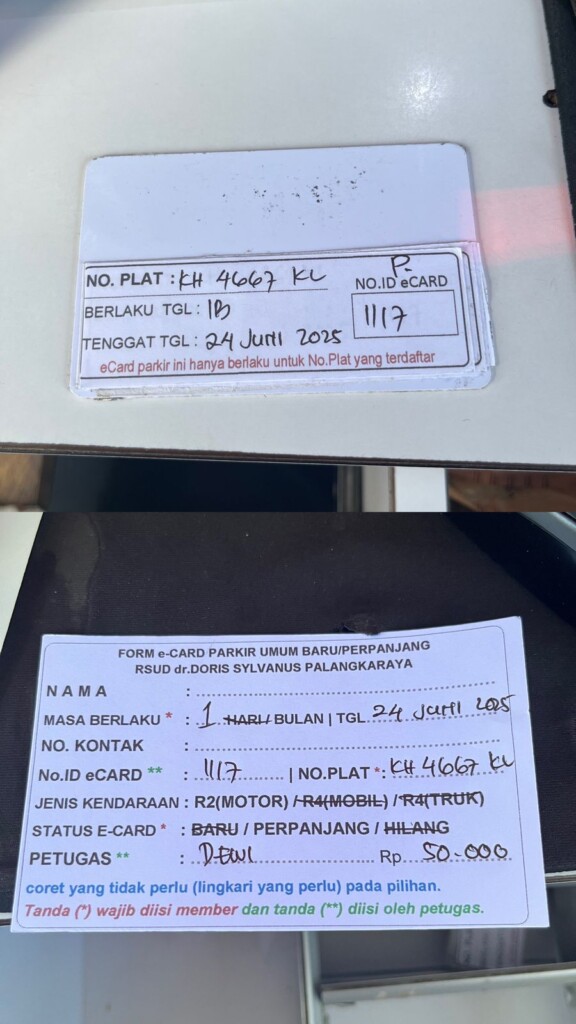 NO. PLAT : KH 4667 KL
P.
NO.ID eCARD
BERLAKU TGL : 1B
1117
TENGGAT TGL : 24 Juni 2025
eCard parkir ini hanya berlaku untuk No.Plat yang terdaftar
FORM e-CARD PARKIR UMUM BARU/PERPANJANG
RSUD dr.DORIS SYLVANUS PALANGKARAYA
NAMA :
MASA BERLAKU * : 1 HARI/ BULAN | TGL 24 Juni 2025
NO. KONTAK :
No.ID eCARD ** : 1117 | NO.PLAT *: KH 4667 KL
JENIS KENDARAAN : R2(MOTOR) /R4(MOBIL) /R4(TRUK)
STATUS E-CARD * : BARU / PERPANJANG / HILANG
PETUGAS ** : DEWI Rp 50.000
coret yang tidak perlu (lingkari yang perlu) pada pilihan.
Tanda (*) wajib diisi member dan tanda (**) diisi oleh petugas.